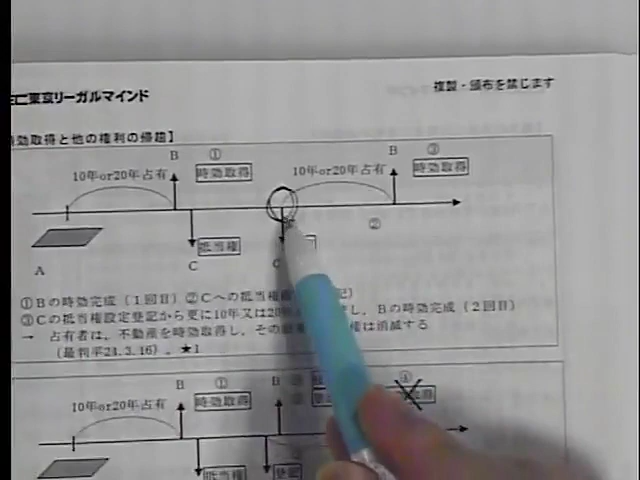 東京リーガルマインド
複製・頒布を禁じます
効取得と他の権利の帰趨】
B ① B ③
10年or20年占有 時効取得 10年or20年占有 時効取得
②
抵当権
A C
①Bの時効完成(1回目)②Cへの抵当権
③Cの抵当権設定登記から更に10年又は20年 し、Bの時効完成(2回目)
→ 占有者は、不動産を時効取得し、その 権は消滅する
(最判平24.3.16)。★1
B ① B ④
10年or20年占有 時効取得
抵当権 登記